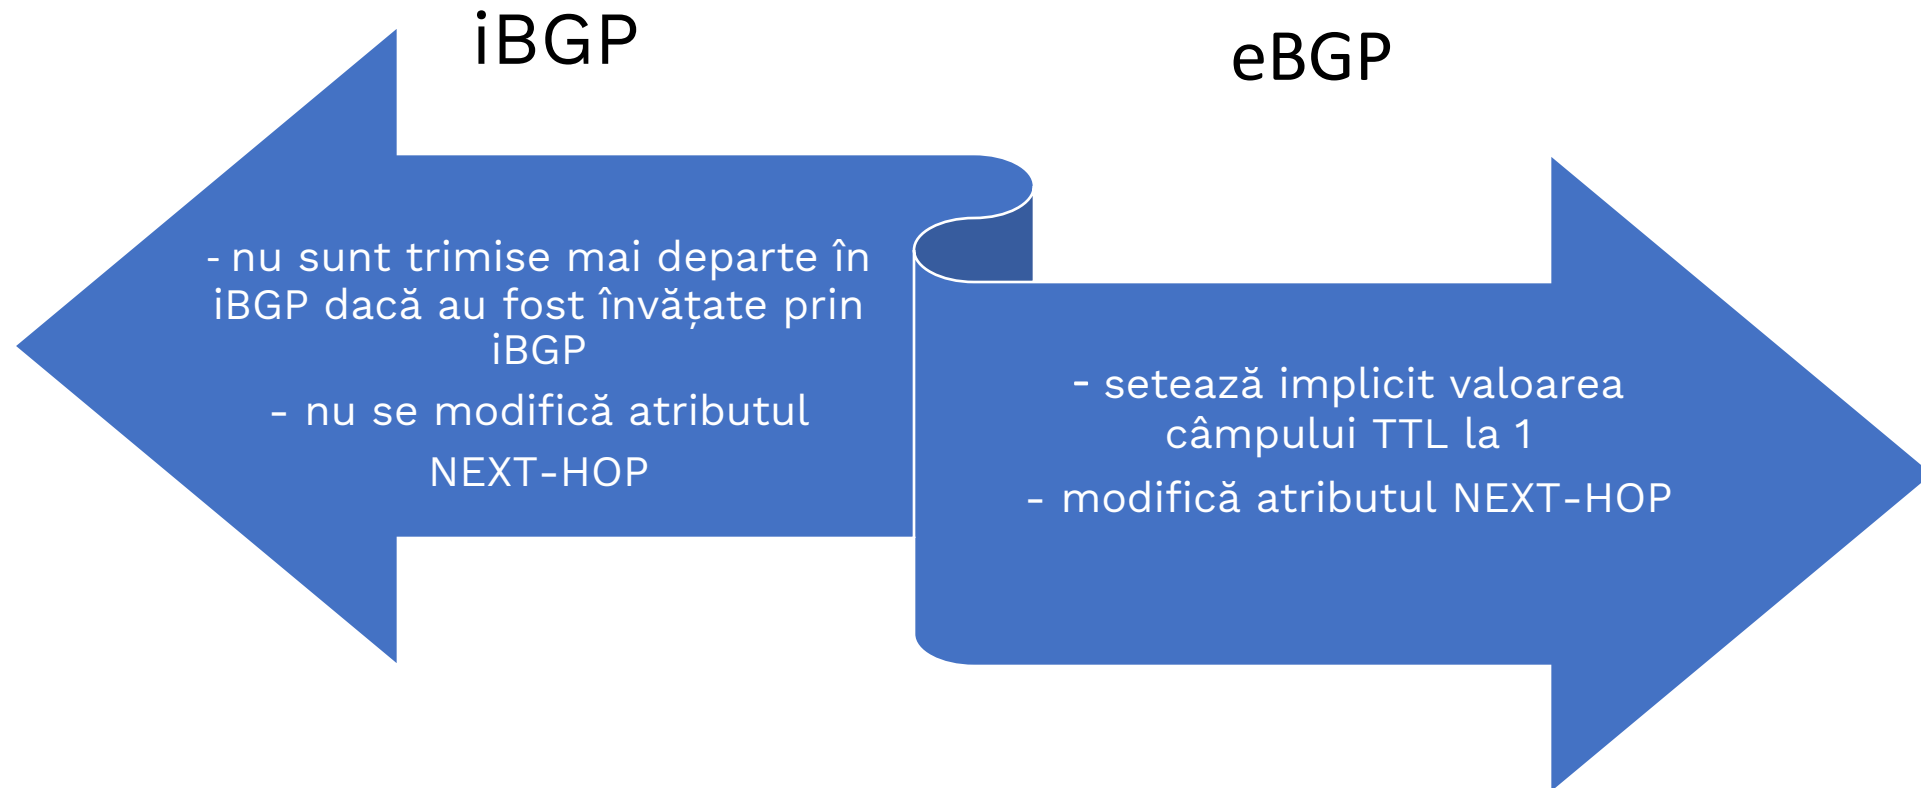 iBGP
- nu sunt trimise mai departe în
iBGP dacă au fost învățate prin
iBGP
- nu se modifică atributul
NEXT-HOP
eBGP
- setează implicit valoarea
câmpului TTL la 1
- modifică atributul NEXT-HOP